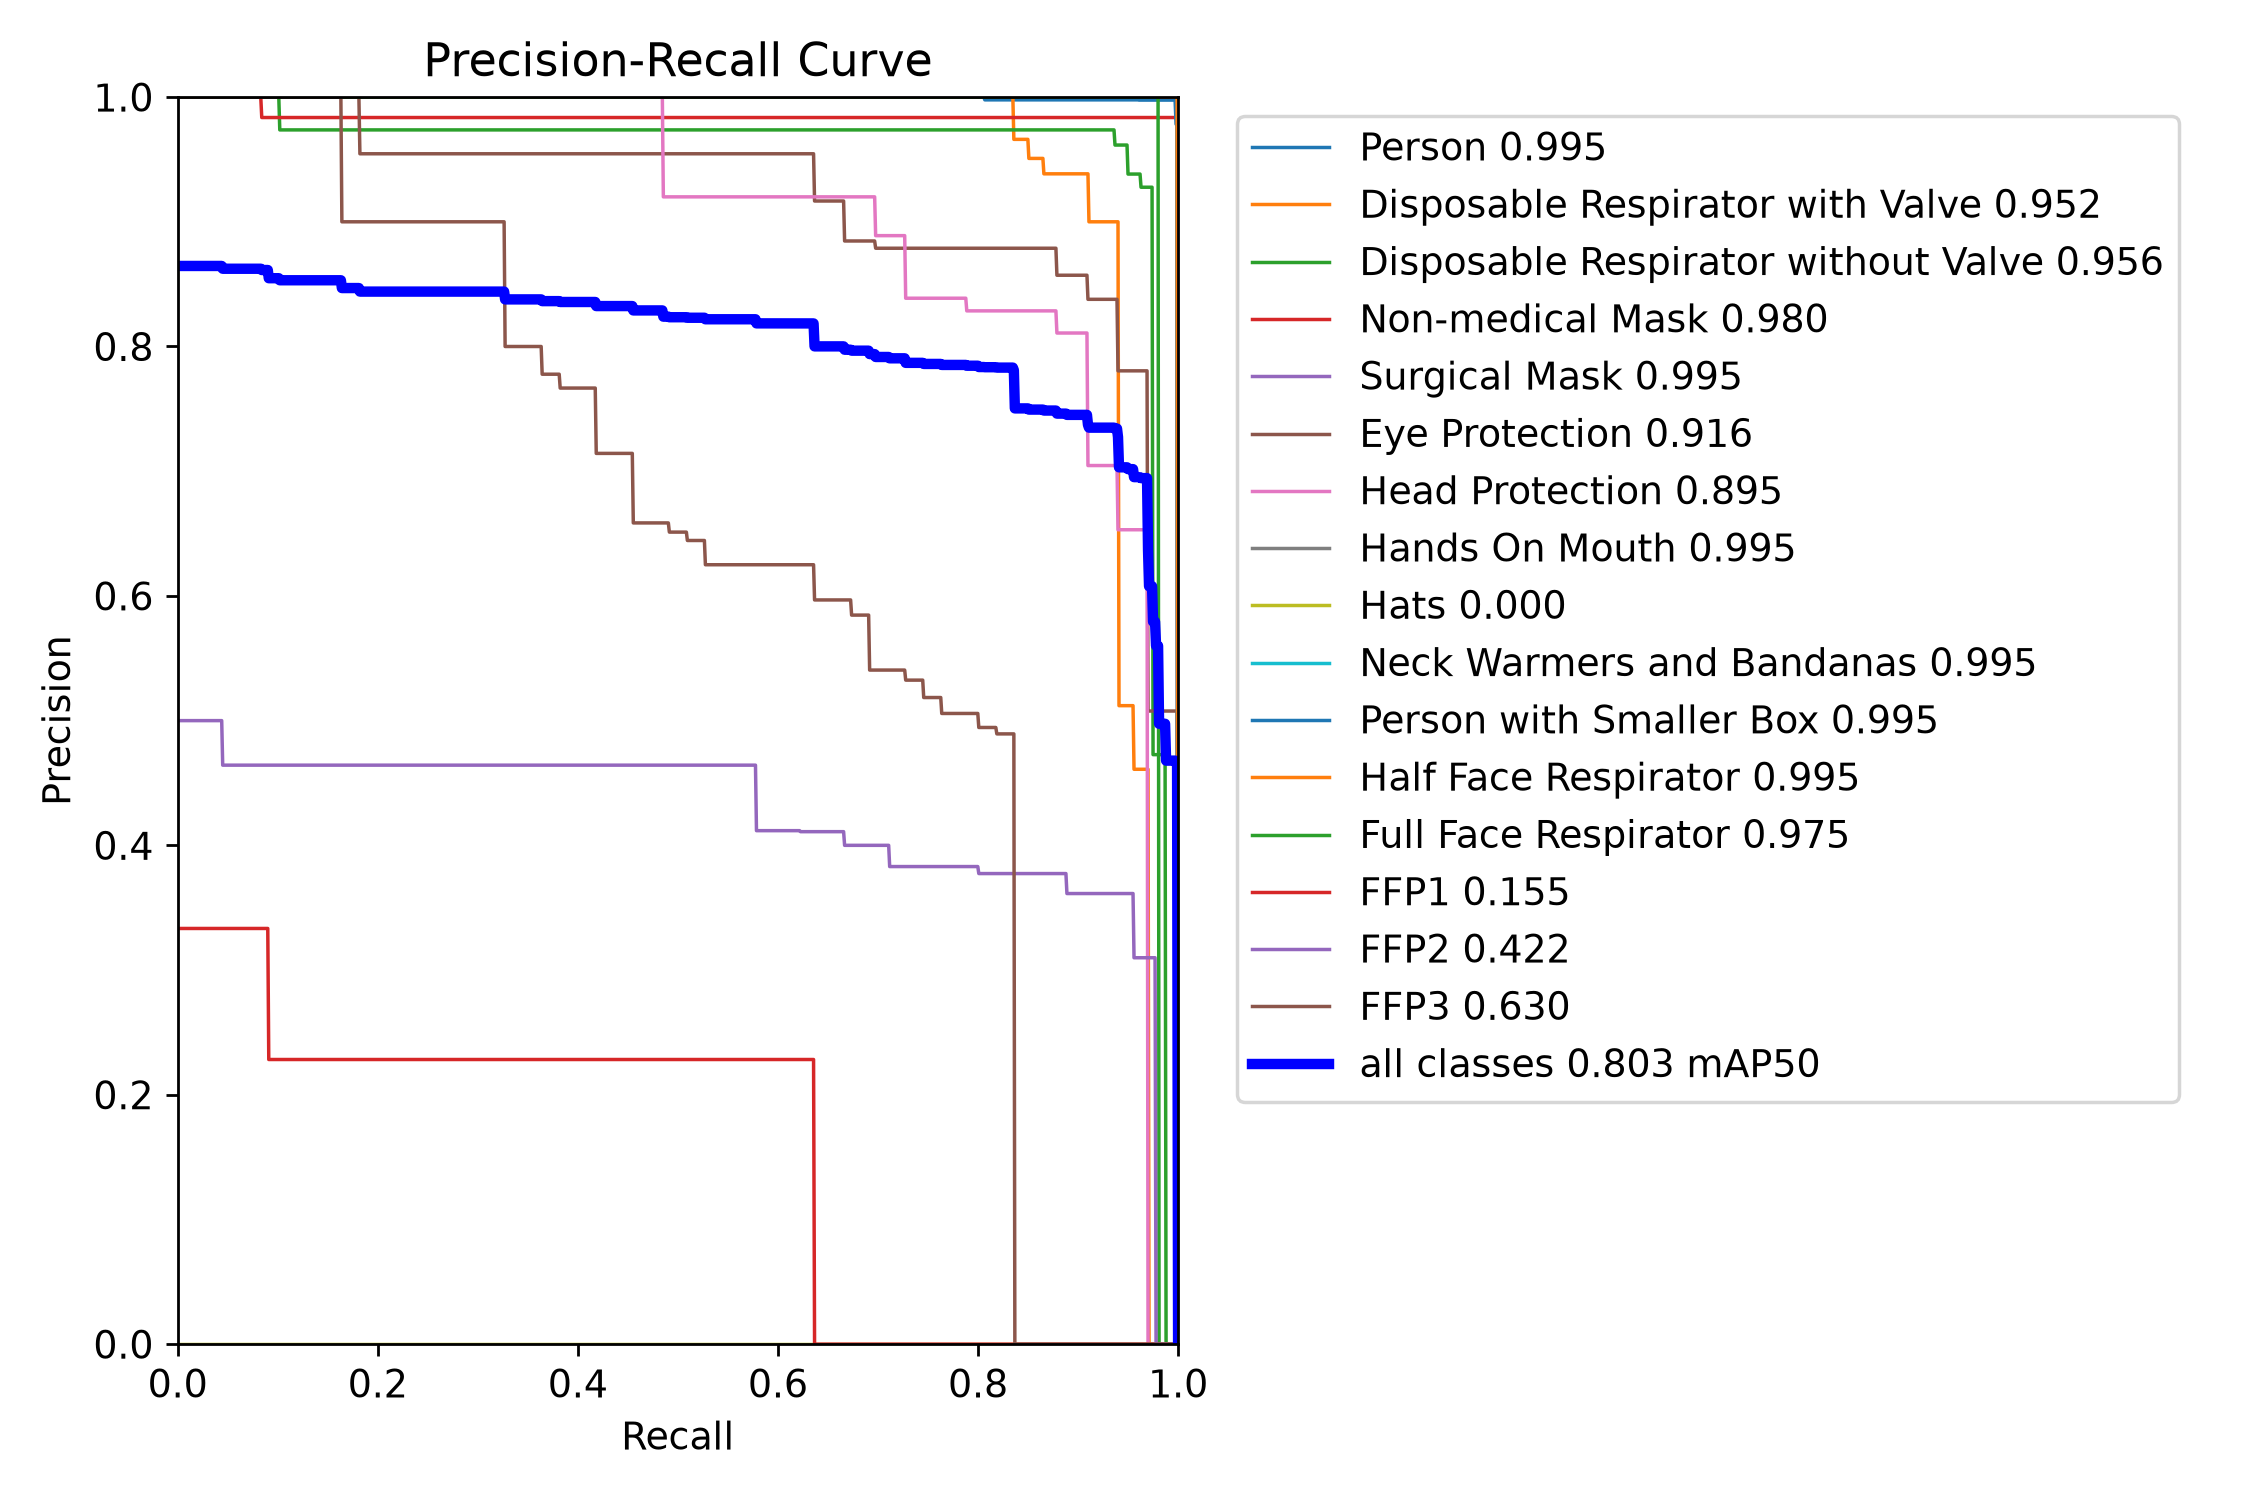 Precision-Recall Curve
1.0
0.8
0.6
0.4
0.2
0.0
Precision
0.0 0.2 0.4 0.6 0.8 1.0
Recall
Person 0.995
Disposable Respirator with Valve 0.952
Disposable Respirator without Valve 0.956
Non-medical Mask 0.980
Surgical Mask 0.995
Eye Protection 0.916
Head Protection 0.895
Hands On Mouth 0.995
Hats 0.000
Neck Warmers and Bandanas 0.995
Person with Smaller Box 0.995
Half Face Respirator 0.995
Full Face Respirator 0.975
FFP1 0.155
FFP2 0.422
FFP3 0.630
all classes 0.803 mAP50